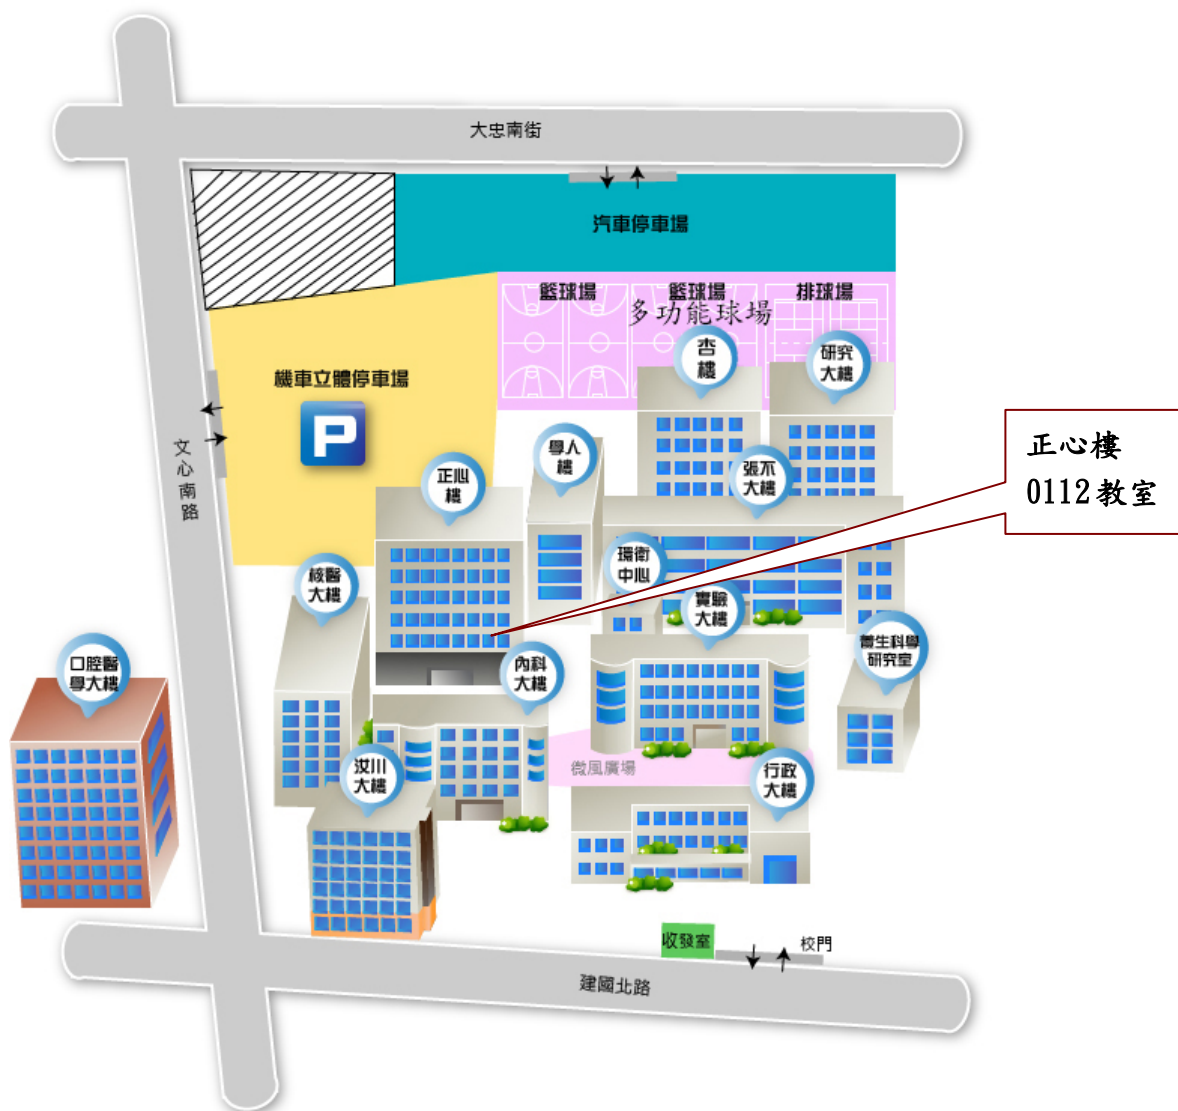 大忠南街
汽車停車場
籃球場
籃球場
排球場
多功能球場
杏
樓
研究
大樓
機車立體停車場
P
文心南路
正心
樓
學人
樓
張不
大樓
正心樓
0112教室
核醫
大樓
環衛
中心
實驗
大樓
口腔醫
學大樓
內科
大樓
養生科學
研究室
汝川
大樓
微風廣場
行政
大樓
收發室
校門
建國北路